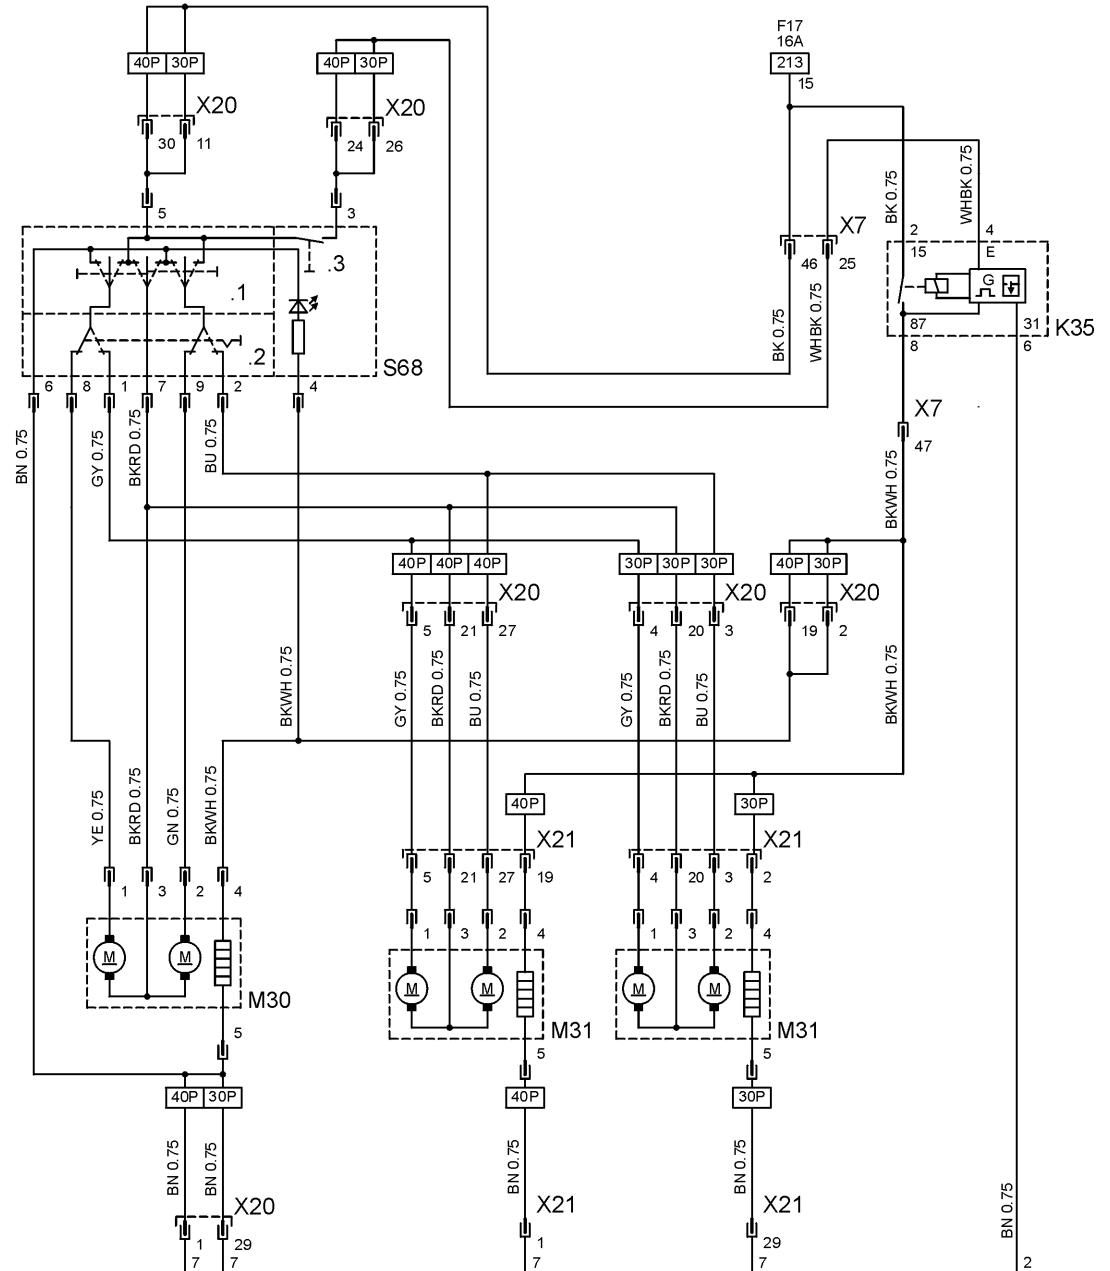 F17
16A
213
15
40P 30P
40P 30P
X20
30 11
X20
24 26
5
3
BK 0.75
WHBK 0.75
X7
46 25
2 4
15 E
G
87 31
K35
8 6
.3
.1
.2
S68
BK 0.75
WHBK 0.75
6 8 1 7 9 2 4
BN 0.75
GY 0.75
BKRD 0.75
BU 0.75
X7
47
BKWH 0.75
40P 40P 40P
30P 30P 30P
40P 30P
X20
5 21 27
X20
4 20 3
X20
19 2
BKWH 0.75
GY 0.75
BKRD 0.75
BU 0.75
GY 0.75
BKRD 0.75
BU 0.75
BKWH 0.75
YE 0.75
BKRD 0.75
GN 0.75
BKWH 0.75
40P
30P
X21
5 21 27 19
X21
4 20 3 2
1 3 2 4
1 3 2 4
1 3 2 4
M M
M30
M M
M31
M M
M31
5
5
5
40P 30P
40P
30P
BN 0.75
BN 0.75
BN 0.75
BN 0.75
BN 0.75
X20
1 29
7 7
X21
1
7
X21
29
7
2